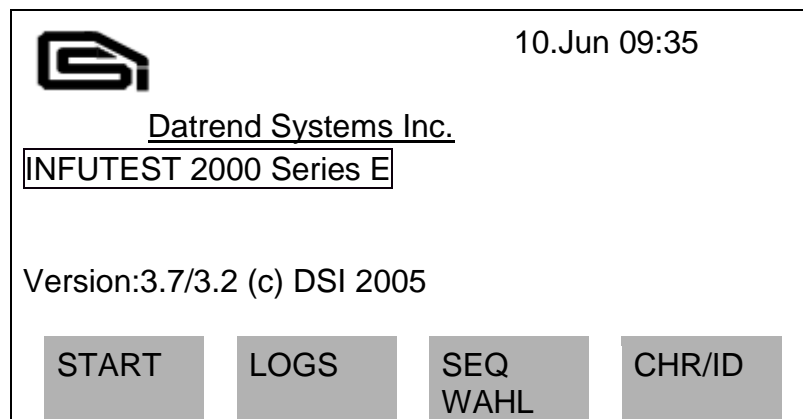 10.Jun 09:35
Datrend Systems Inc.
INFUTEST 2000 Series E
Version:3.7/3.2 (c) DSI 2005
START
LOGS
SEQ
WAHL
CHR/ID